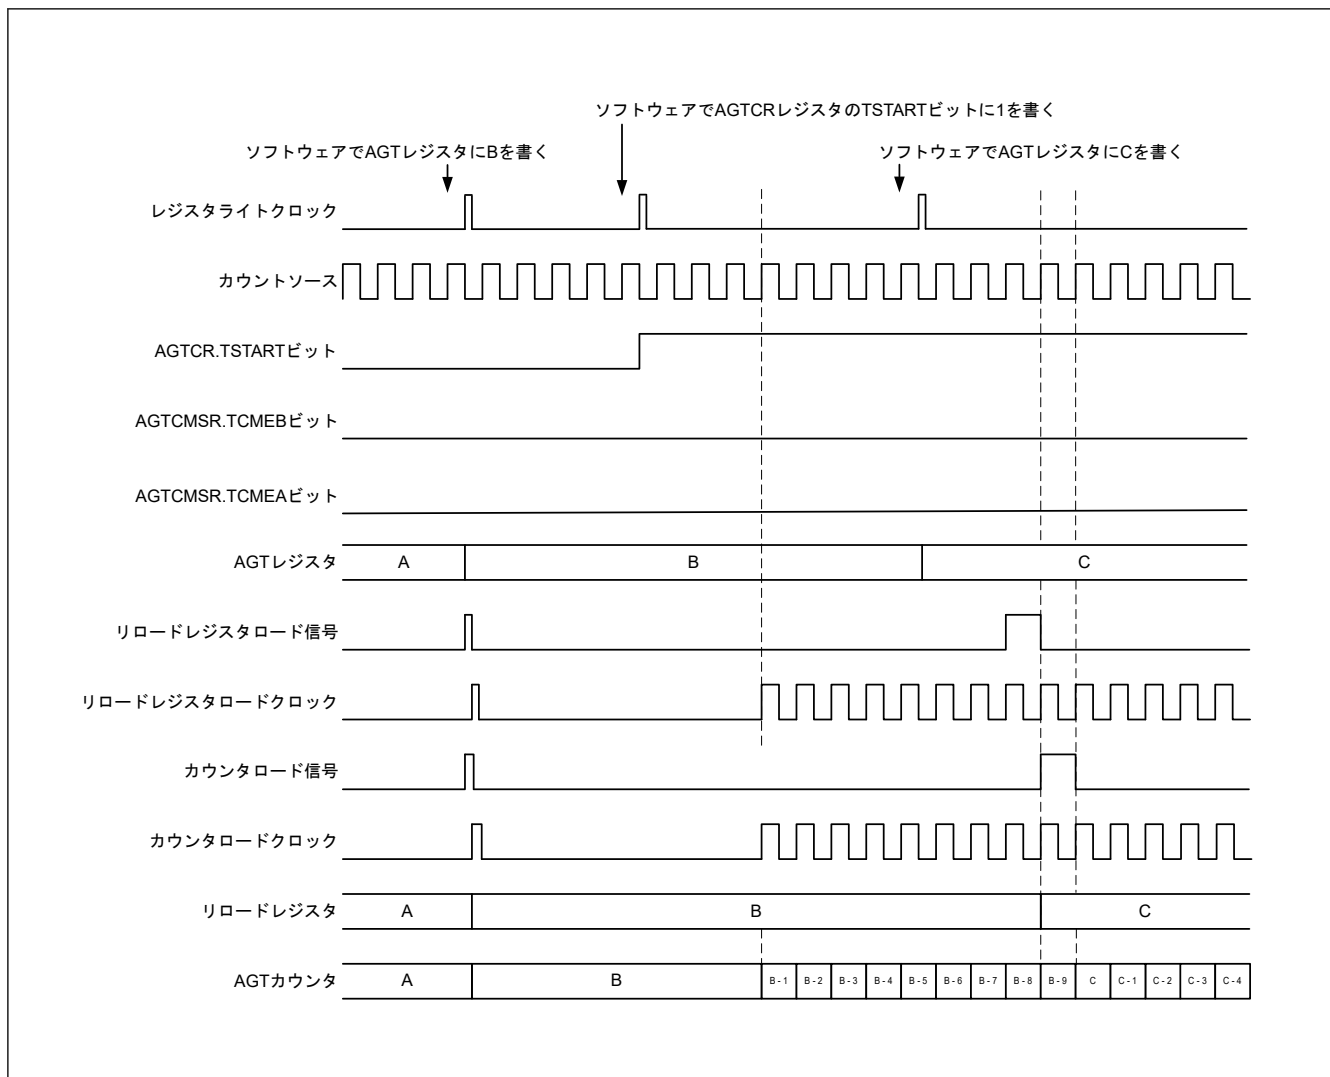 ソフトウェアでAGTCRレジスタのTSTARTビットに1を書く
ソフトウェアでAGTレジスタにBを書く
ソフトウェアでAGTレジスタにCを書く
レジスタライトクロック
カウントソース
AGTCR.TSTARTビット
AGTCMSR.TCMEBビット
AGTCMSR.TCMEAビット
AGTレジスタ A B C
リロードレジスタロード信号
リロードレジスタロードクロック
カウンタロード信号
カウンタロードクロック
リロードレジスタ A B C
AGTカウンタ A B B-1 B-2 B-3 B-4 B-5 B-6 B-7 B-8 B-9 C C-1 C-2 C-3 C-4